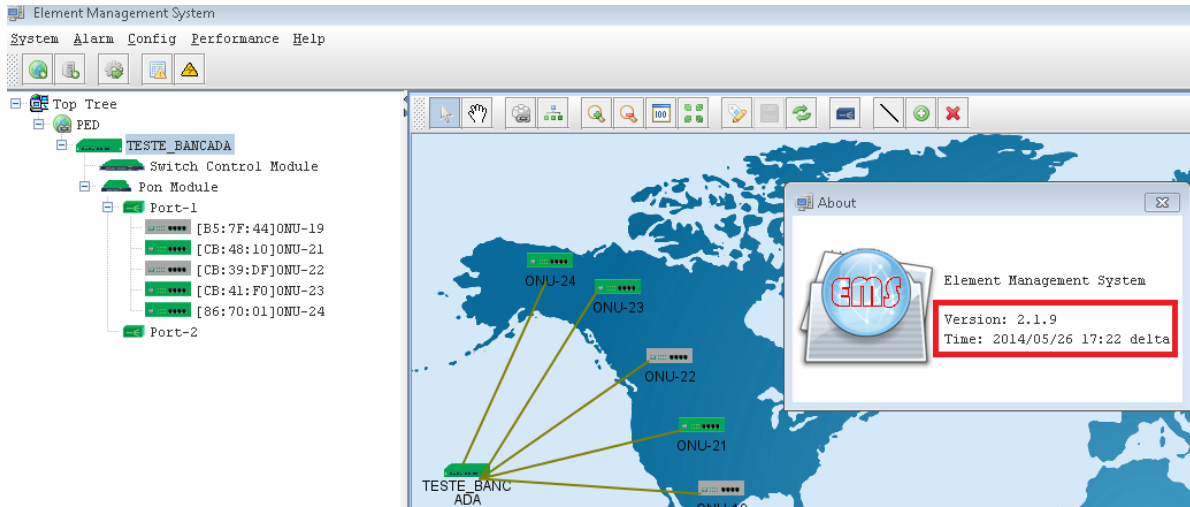 Element Management System
System Alarm Config Performance Help
Top Tree
PED
TESTE_BANCADA
Switch Control Module
Pon Module
Port-1
[B5:7F:44]ONU-19
[CB:48:10]ONU-21
[CB:39:DF]ONU-22
[CB:41:F0]ONU-23
[86:70:01]ONU-24
Port-2
100
ONU-24
ONU-23
ONU-22
ONU-21
TESTE_BANC
ADA
About
EMS
Element Management System
Version: 2.1.9
Time: 2014/05/26 17:22 delta